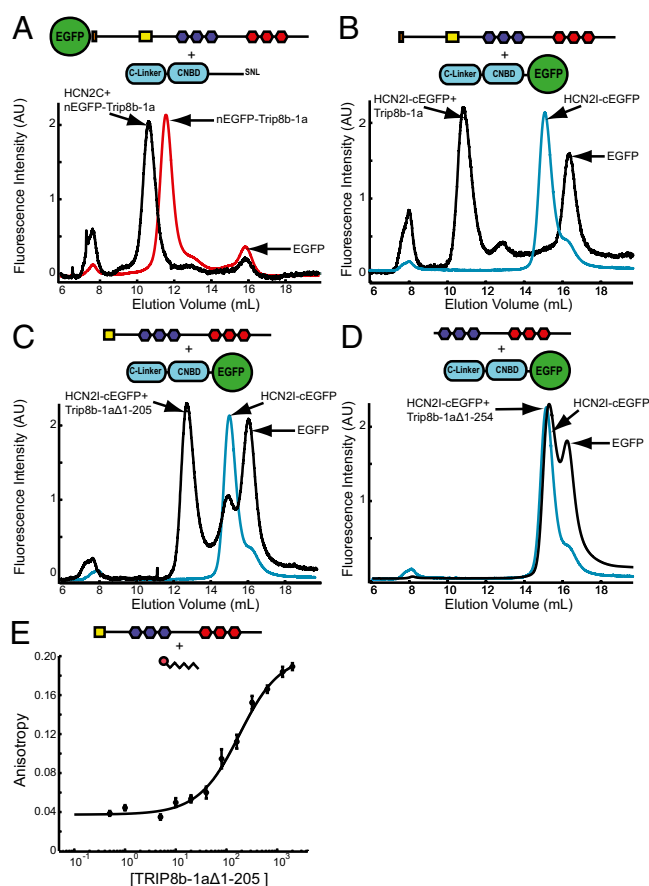 A
EGFP
+
C-Linker
CNBD
SNL
HCN2C+
nEGFP-Trip8b-1a
nEGFP-Trip8b-1a
EGFP
Fluorescence Intensity (AU)
2
1
0
6 8 10 12 14 16 18
Elution Volume (mL)
B
+
C-Linker
CNBD
EGFP
HCN2I-cEGFP+
Trip8b-1a
HCN2I-cEGFP
EGFP
Fluorescence Intensity (AU)
2
1
0
6 8 10 12 14 16 18
Elution Volume (mL)
C
+
C-Linker
CNBD
EGFP
HCN2I-cEGFP+
Trip8b-1aΔ1-205
HCN2I-cEGFP
EGFP
Fluorescence Intensity (AU)
2
1
0
6 8 10 12 14 16 18
Elution Volume (mL)
D
+
C-Linker
CNBD
EGFP
HCN2I-cEGFP+
Trip8b-1aΔ1-254
HCN2I-cEGFP
EGFP
Fluorescence Intensity (AU)
2
1
0
6 8 10 12 14 16 18
Elution Volume (mL)
E
+
Anisotropy
0.20
0.16
0.12
0.08
0.04
0
10⁻¹ 10⁰ 10¹ 10² 10³
[TRIP8b-1aΔ1-205 ]